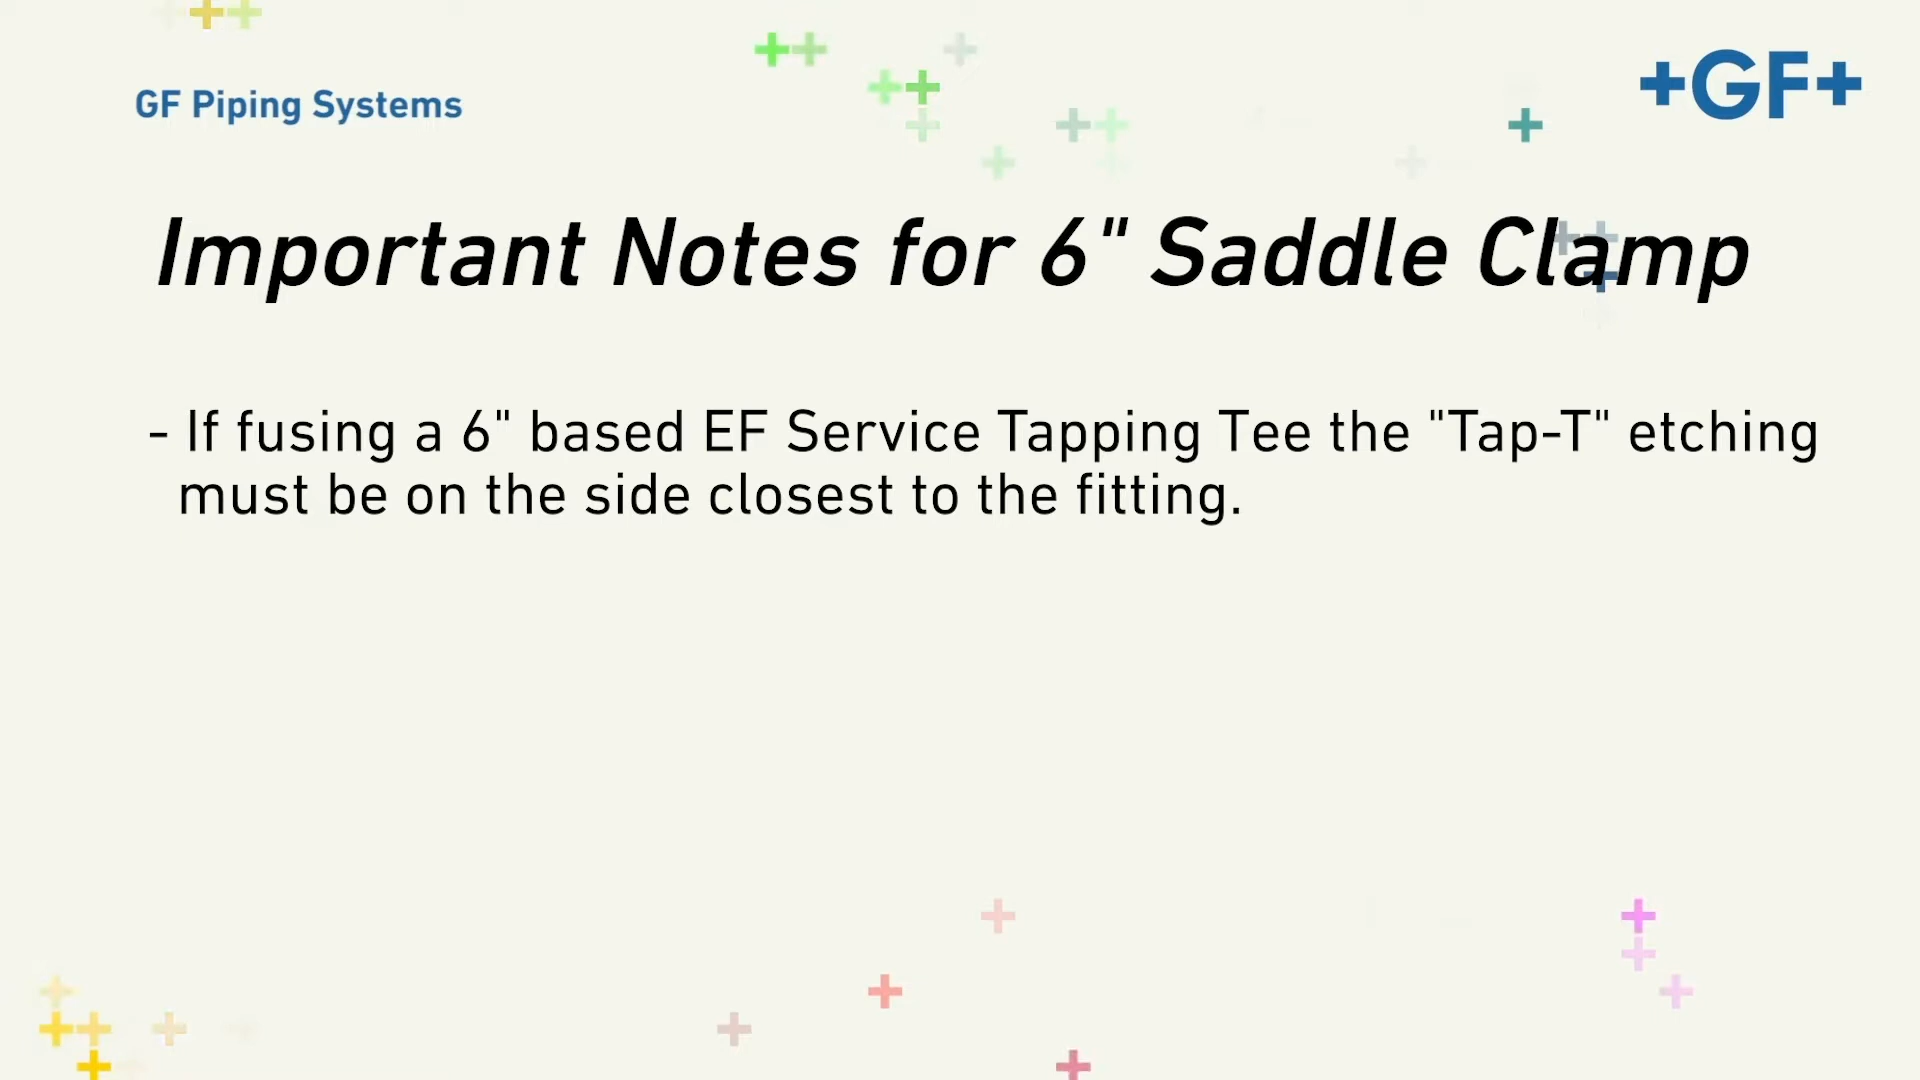 GF Piping Systems
+GF+
Important Notes for 6" Saddle Clamp
- If fusing a 6" based EF Service Tapping Tee the "Tap-T" etching
must be on the side closest to the fitting.